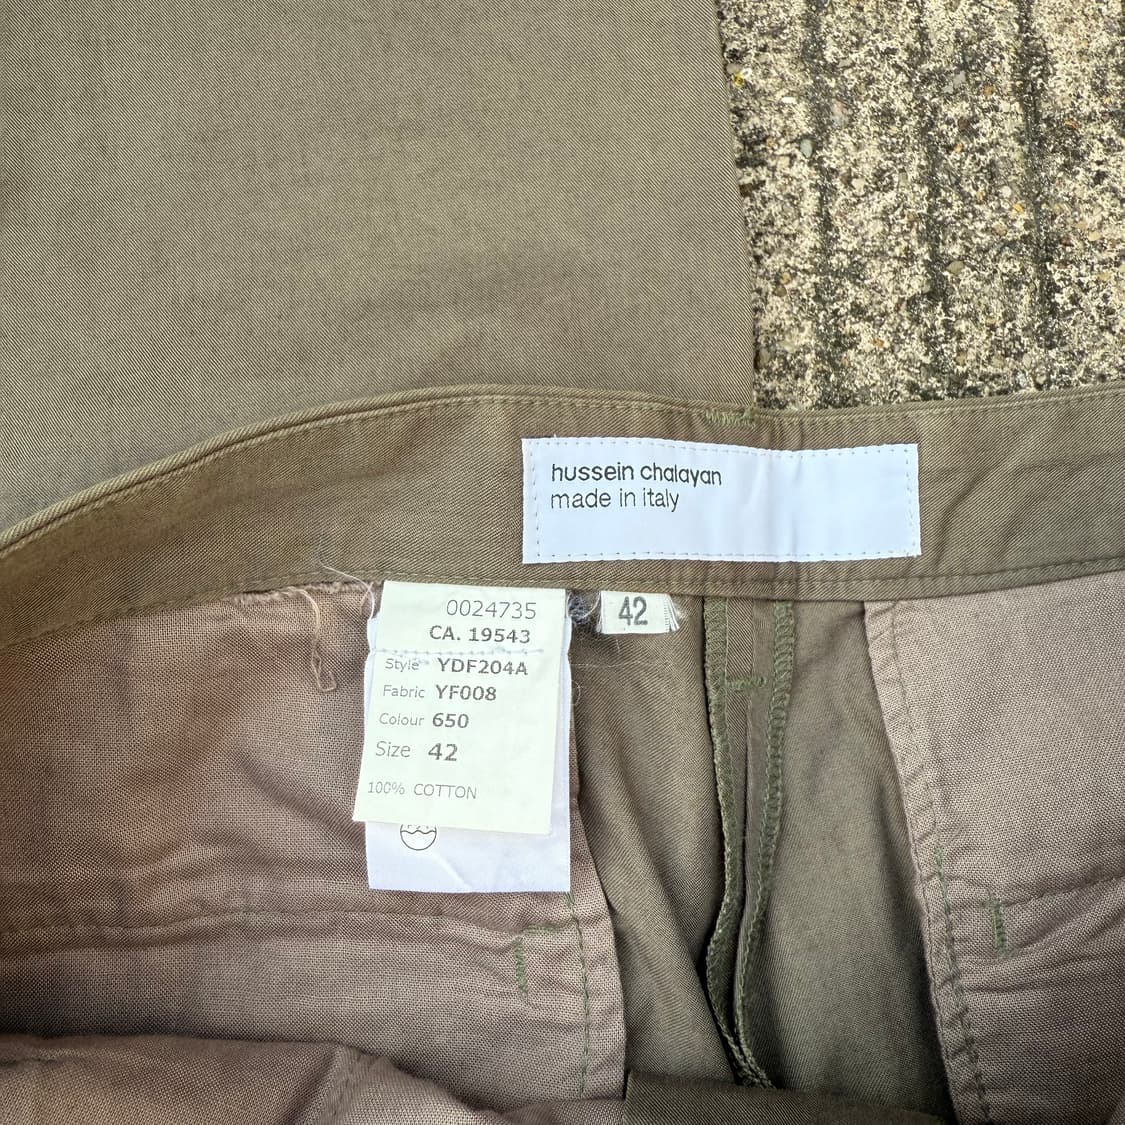 hussein chalayan
made in italy
0024735
CA. 19543
Style YDF204A
Fabric YF008
Colour 650
Size 42
100% COTTON
42